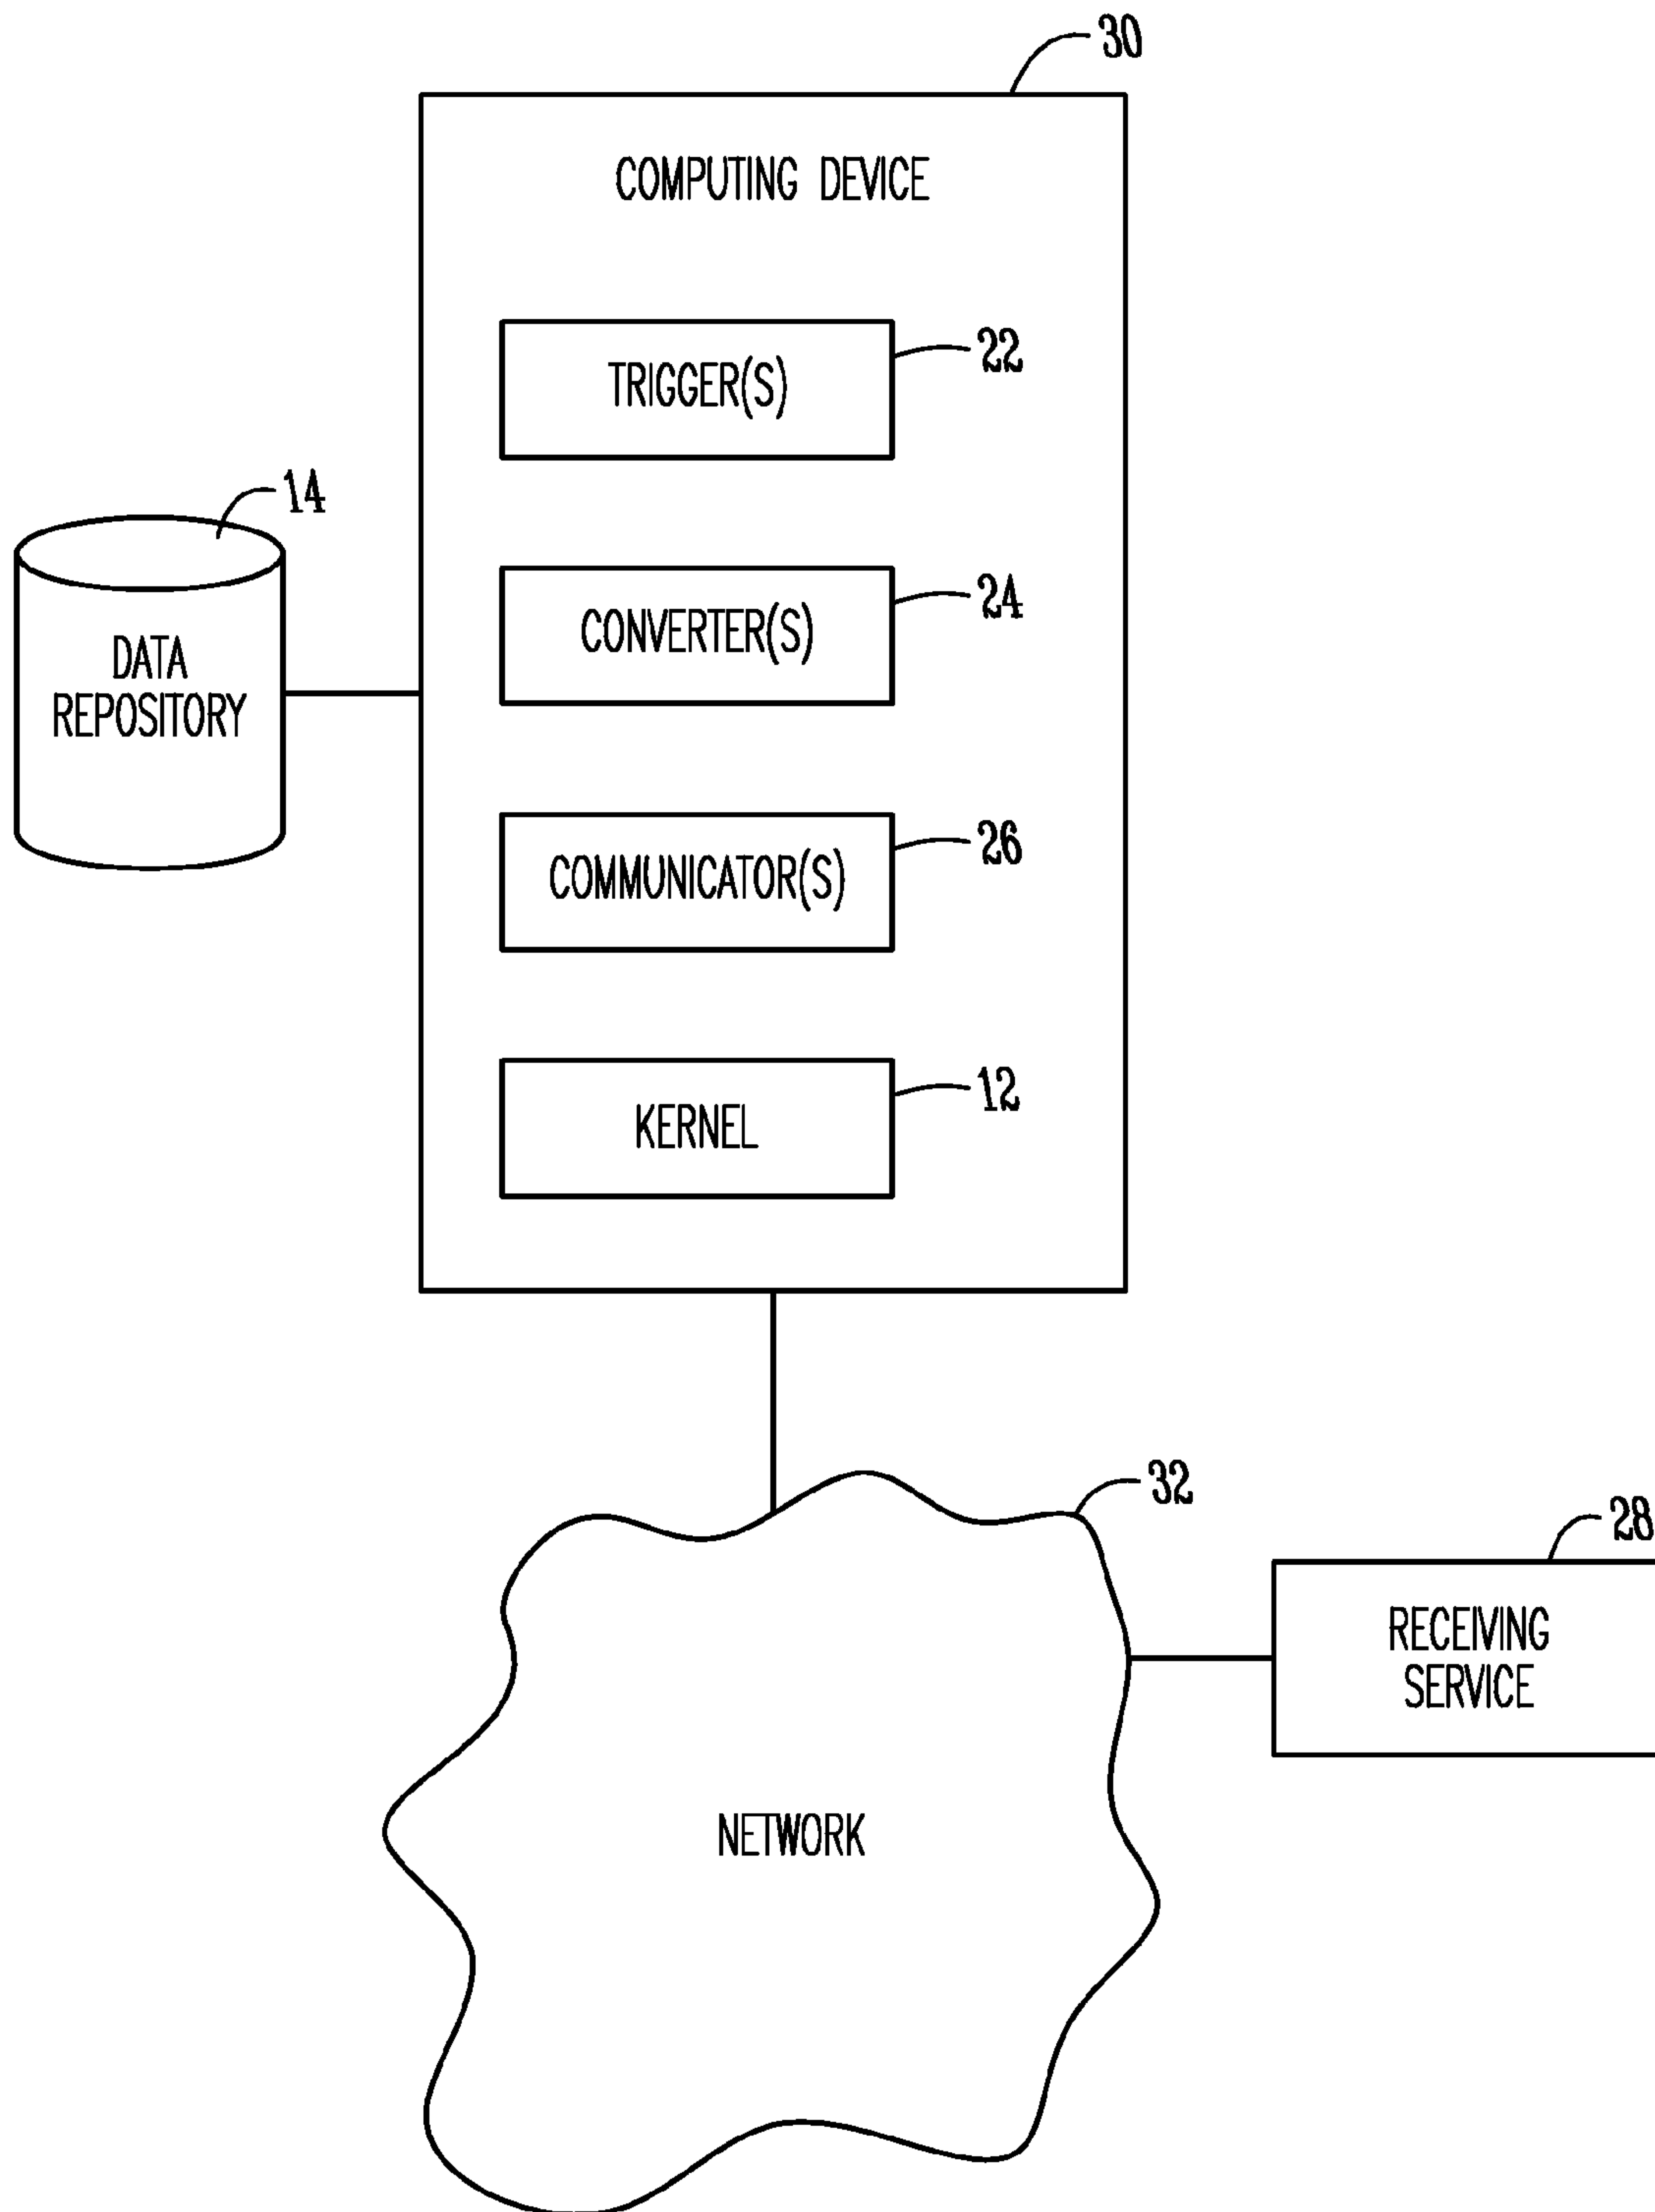 30
COMPUTING DEVICE
22
TRIGGER(S)
14
24
CONVERTER(S)
DATA
REPOSITORY
26
COMMUNICATOR(S)
12
KERNEL
32
28
RECEIVING
SERVICE
NETWORK